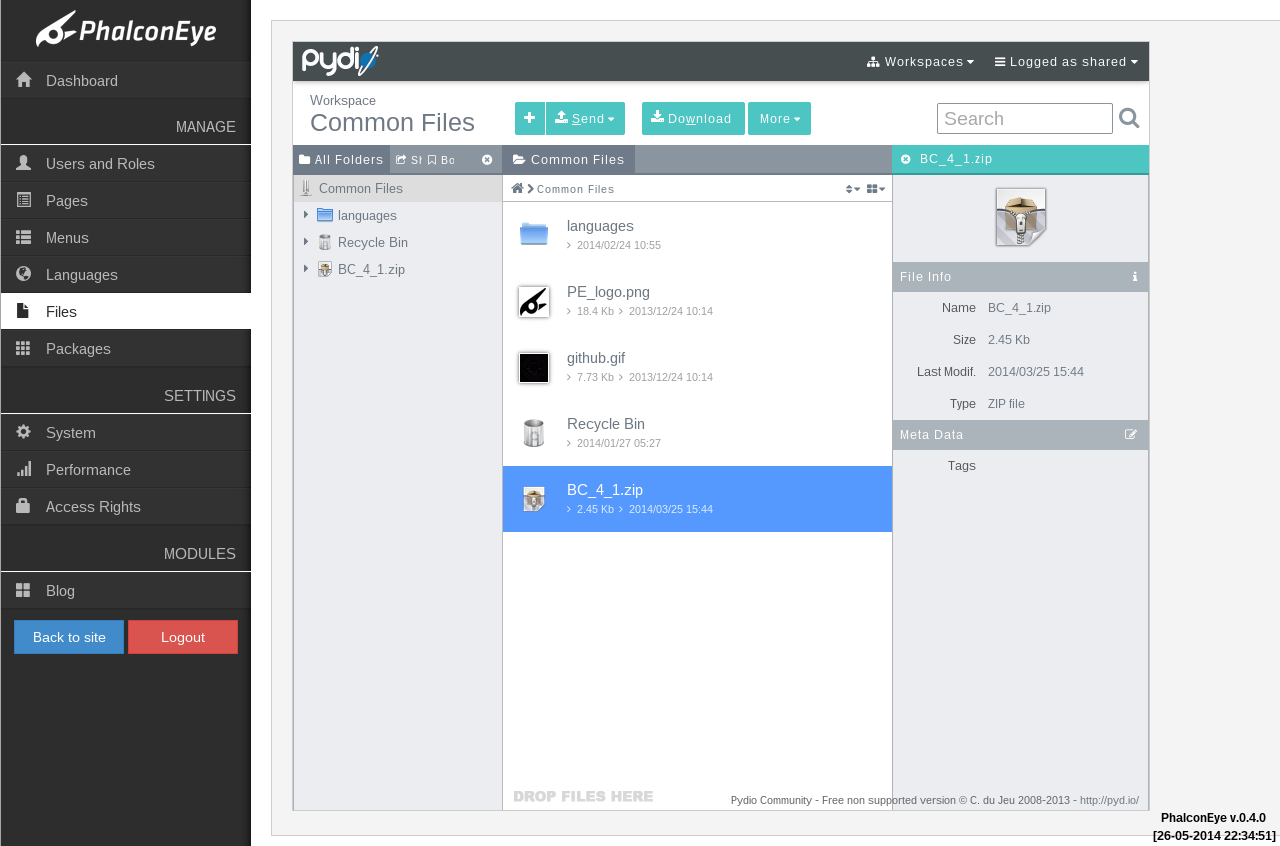 PhalconEye
Dashboard
MANAGE
Users and Roles
Pages
Menus
Languages
Files
Packages
SETTINGS
System
Performance
Access Rights
MODULES
Blog
Back to site Logout
pydio
Workspaces Logged as shared
Workspace
Common Files
Send Download More Search
All Folders Sh Bo Common Files BC_4_1.zip
Common Files
languages
Recycle Bin
BC_4_1.zip
Common Files
languages
2014/02/24 10:55
PE_logo.png
18.4 Kb 2013/12/24 10:14
github.gif
7.73 Kb 2013/12/24 10:14
Recycle Bin
2014/01/27 05:27
BC_4_1.zip
2.45 Kb 2014/03/25 15:44
File Info
Name BC_4_1.zip
Size 2.45 Kb
Last Modif. 2014/03/25 15:44
Type ZIP file
Meta Data
Tags
DROP FILES HERE
Pydio Community - Free non supported version © C. du Jeu 2008-2013 - http://pyd.io/
PhalconEye v.0.4.0
[26-05-2014 22:34:51]